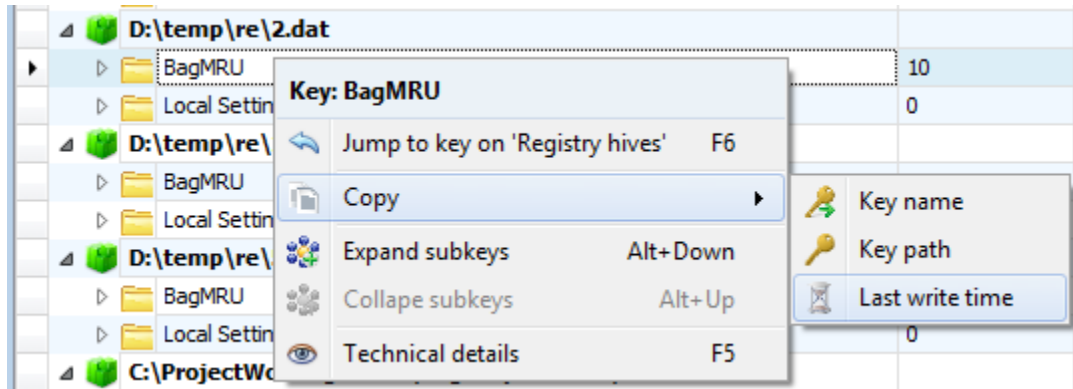 D:\temp\re\2.dat
BagMRU 10
Local Settin 0
D:\temp\re\
BagMRU
Local Settin
D:\temp\re\
BagMRU
Local Settin 0
Key: BagMRU
Jump to key on 'Registry hives' F6
Copy
Expand subkeys Alt+Down
Collape subkeys Alt+Up
Technical details F5
Key name
Key path
Last write time